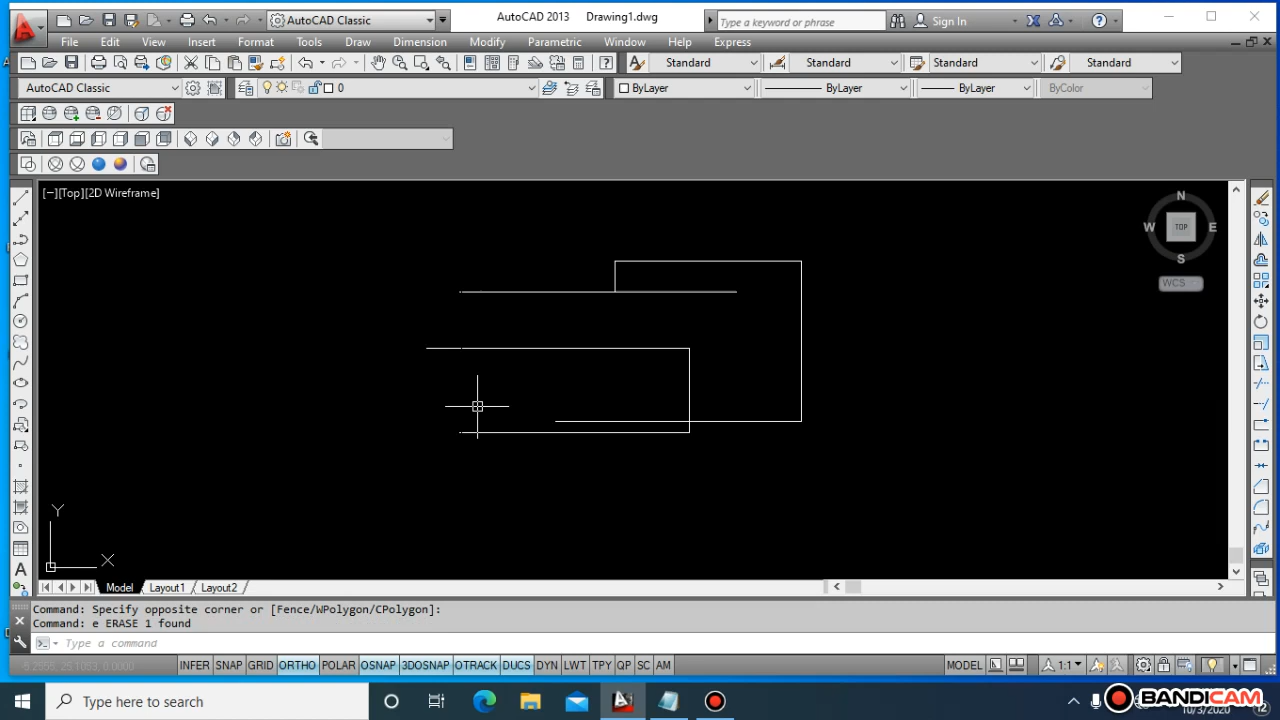 AutoCAD Classic
AutoCAD 2013 Drawing1.dwg
Type a keyword or phrase
Sign In
File Edit View Insert Format Tools Draw Dimension Modify Parametric Window Help Express
Standard Standard Standard Standard
AutoCAD Classic 0 ByLayer ByLayer ByLayer ByColor
[−][Top][2D Wireframe]
N
W TOP E
S
WCS
Y
X
Model Layout1 Layout2
Command: Specify opposite corner or [Fence/WPolygon/CPolygon]:
Command: e ERASE 1 found
Type a command
INFER SNAP GRID ORTHO POLAR OSNAP 3DOSNAP OTRACK DUCS DYN LWT TPY QP SC AM MODEL 1:1
Type here to search
BANDICAM
10/3/2020